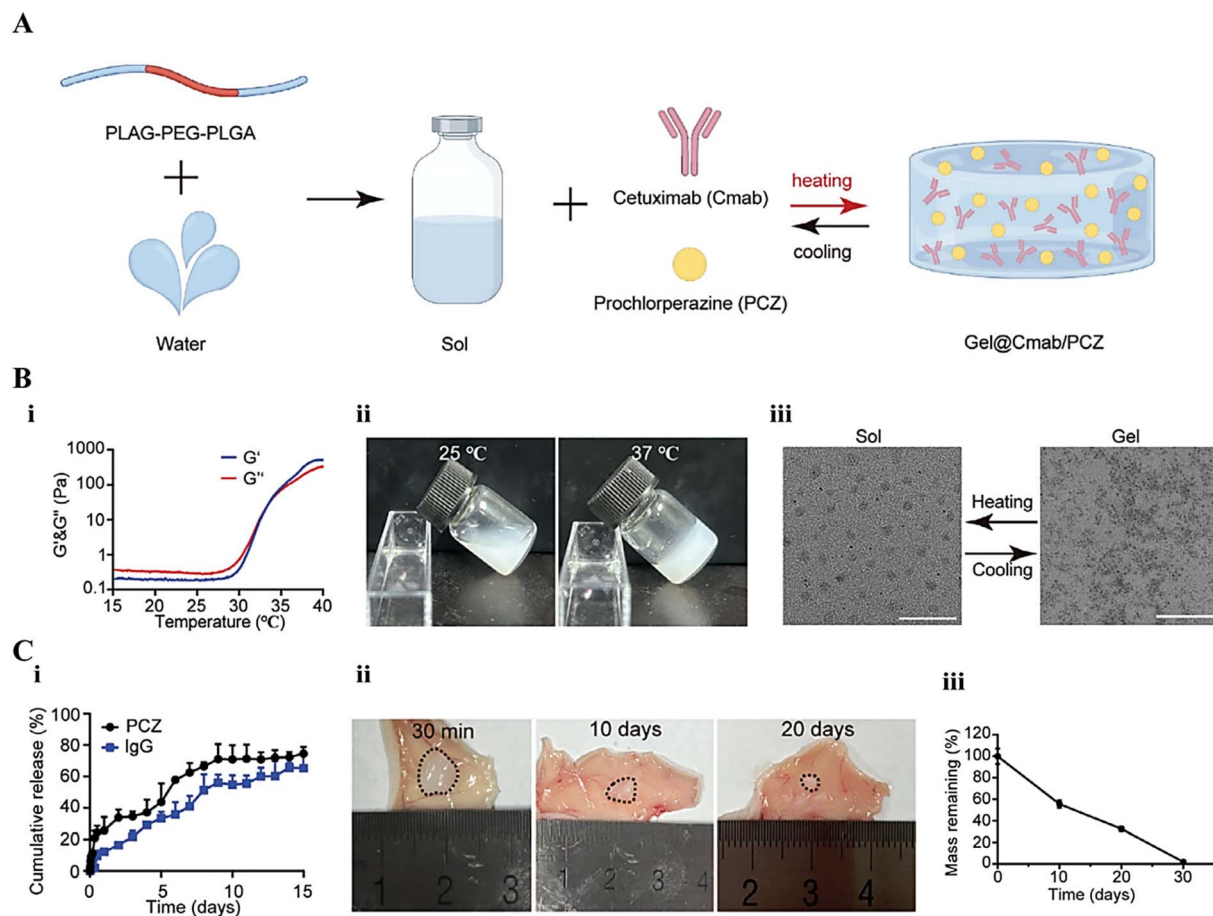 A
PLAG-PEG-PLGA
Water
Sol
Cetuximab (Cmab)
Prochlorperazine (PCZ)
heating
cooling
Gel@Cmab/PCZ
B
i
G'&G" (Pa)
1000
100
10
1
0.1
G'
G"
15 20 25 30 35 40
Temperature (℃)
ii
25 ℃
37 ℃
iii
Sol
Gel
Heating
Cooling
C
i
Cumulative release (%)
100
80
60
40
20
0
PCZ
IgG
0 5 10 15
Time (days)
ii
30 min
10 days
20 days
1 2 3
1 2 3 4
2 3 4
iii
Mass remaining (%)
120
100
80
60
40
20
0
0 10 20 30
Time (days)